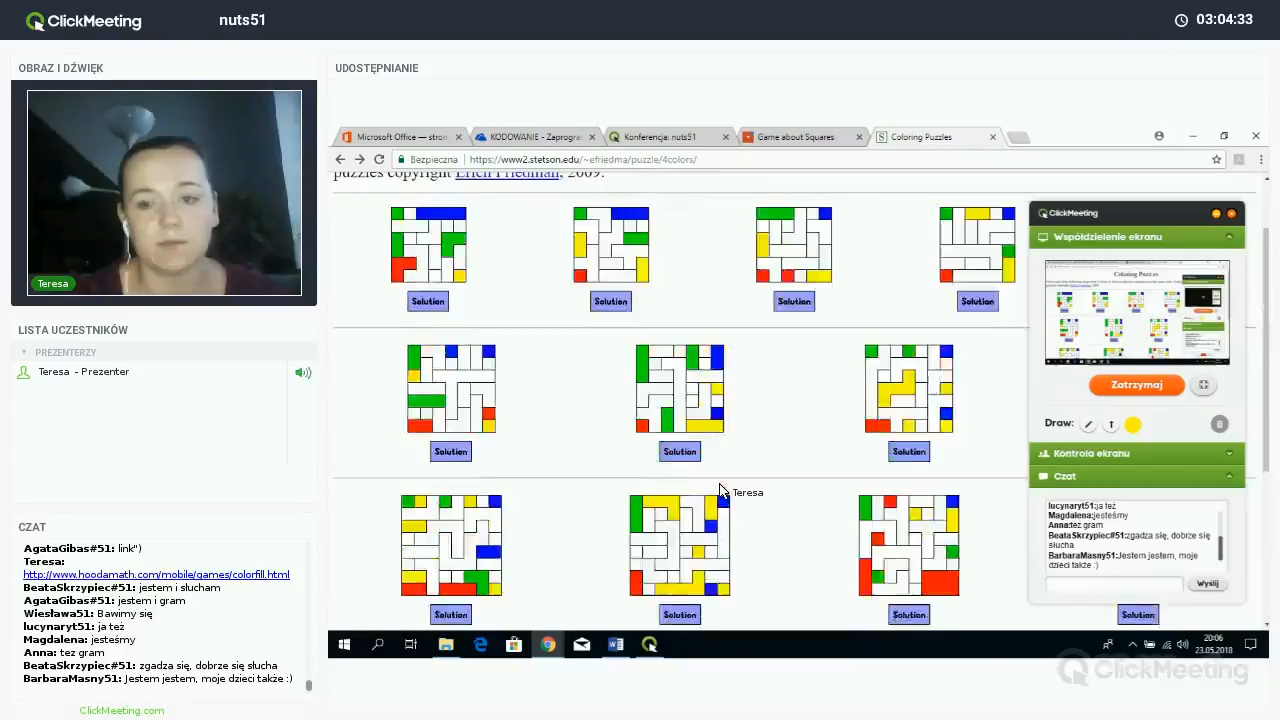 ClickMeeting
nuts51
03:04:33
OBRAZ I DŹWIĘK
Teresa
LISTA UCZESTNIKÓW
PREZENTERZY
Teresa - Prezenter
CZAT
AgataGibas#51: link")
Teresa:
http://www.hoodamath.com/mobile/games/colorfill.html
BeataSkrzypiec#51: jestem i słucham
AgataGibas#51: jestem i gram
Wiesława51: Bawimy się
lucynaryt51: ja też
Magdalena: jesteśmy
Anna: tez gram
BeataSkrzypiec#51: zgadza się, dobrze się słucha
BarbaraMasny51: Jestem jestem, moje dzieci także :)
ClickMeeting.com
UDOSTĘPNIANIE
Microsoft Office — stron
KODOWANIE - Zaprogra
Konferencja: nuts51
Game about Squares
Coloring Puzzles
Bezpieczna
https://www2.stetson.edu/~efriedma/puzzle/4colors/
puzzles copyright Erich Friedman, 2009.
Solution
Solution
Solution
Solution
Solution
Solution
Solution
Teresa
Solution
Solution
Solution
Solution
ClickMeeting
Współdzielenie ekranu
Coloring Puzzles
Zatrzymaj
Draw:
Kontrola ekranu
Czat
lucynaryt51:ja też
Magdalena:jesteśmy
Anna:tez gram
BeataSkrzypiec#51:zgadza się, dobrze się
słucha
BarbaraMasny51:Jestem jestem, moje
dzieci także :)
Wyślij
20:06
23.05.2018
ClickMeeting